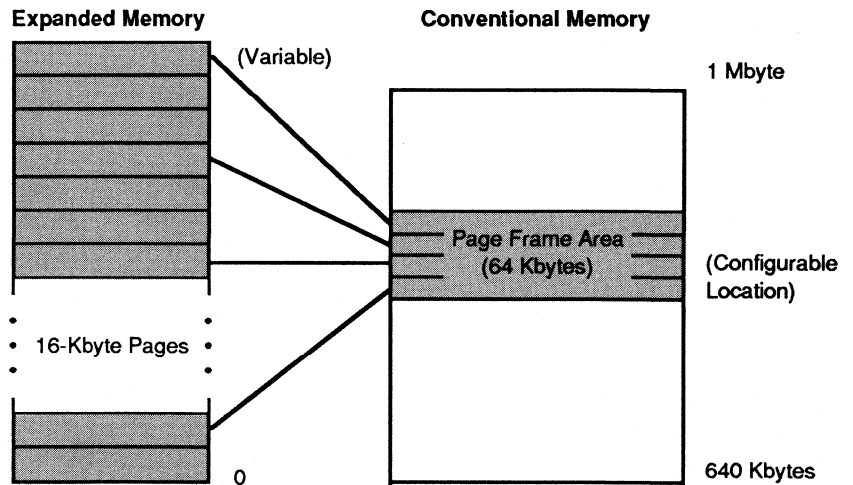 Expanded Memory
Conventional Memory
(Variable)
1 Mbyte
Page Frame Area
(64 Kbytes)
(Configurable
Location)
16-Kbyte Pages
0
640 Kbytes